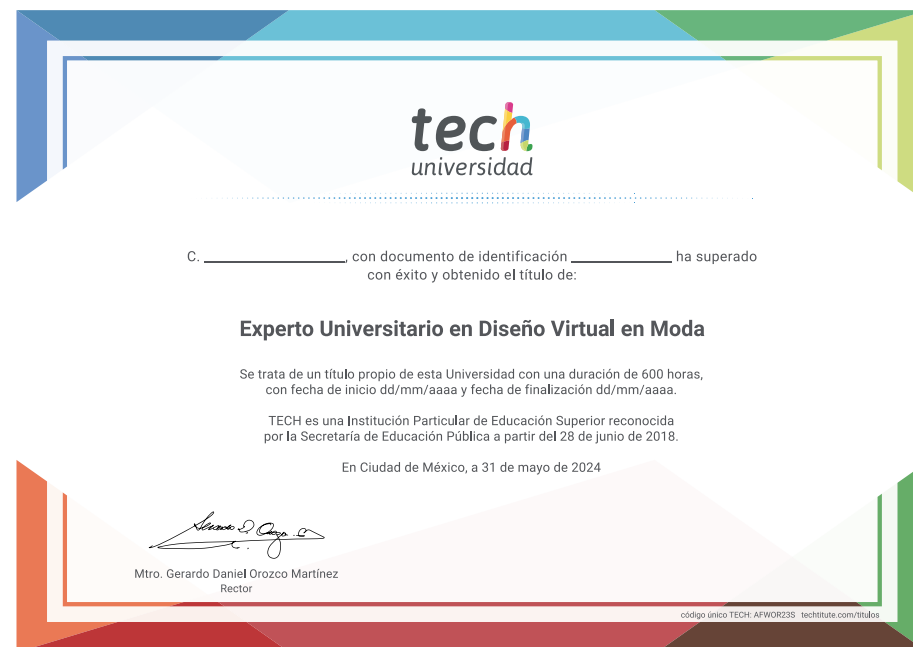 tech
universidad
C. ____________, con documento de identificación ____________ ha superado
con éxito y obtenido el título de:
Experto Universitario en Diseño Virtual en Moda
Se trata de un título propio de esta Universidad con una duración de 600 horas,
con fecha de inicio dd/mm/aaaa y fecha de finalización dd/mm/aaaa.
TECH es una Institución Particular de Educación Superior reconocida
por la Secretaría de Educación Pública a partir del 28 de junio de 2018.
En Ciudad de México, a 31 de mayo de 2024
Mtro. Gerardo Daniel Orozco Martínez
Rector
código único TECH: AFWOR23S techtitute.com/titulos